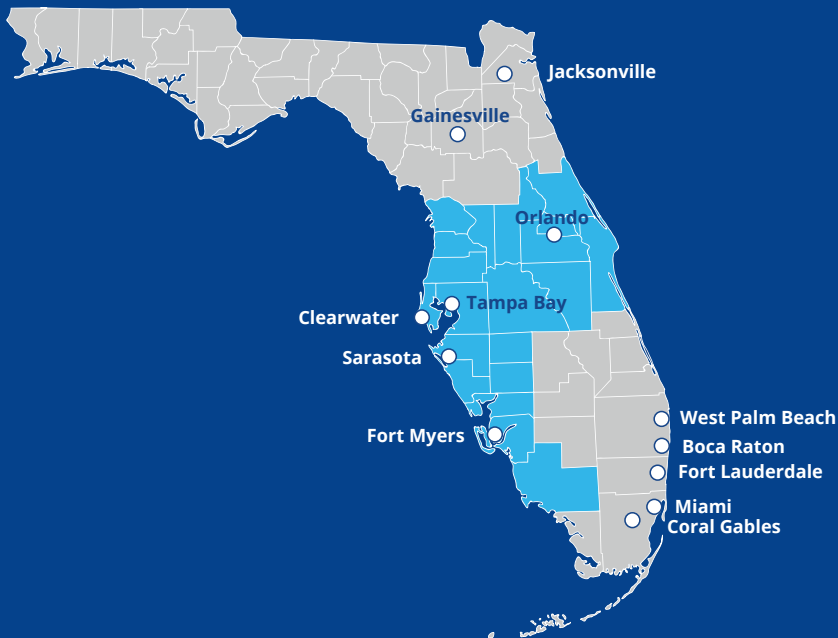 Jacksonville
Gainesville
Orlando
Tampa Bay
Clearwater
Sarasota
Fort Myers
West Palm Beach
Boca Raton
Fort Lauderdale
Miami
Coral Gables